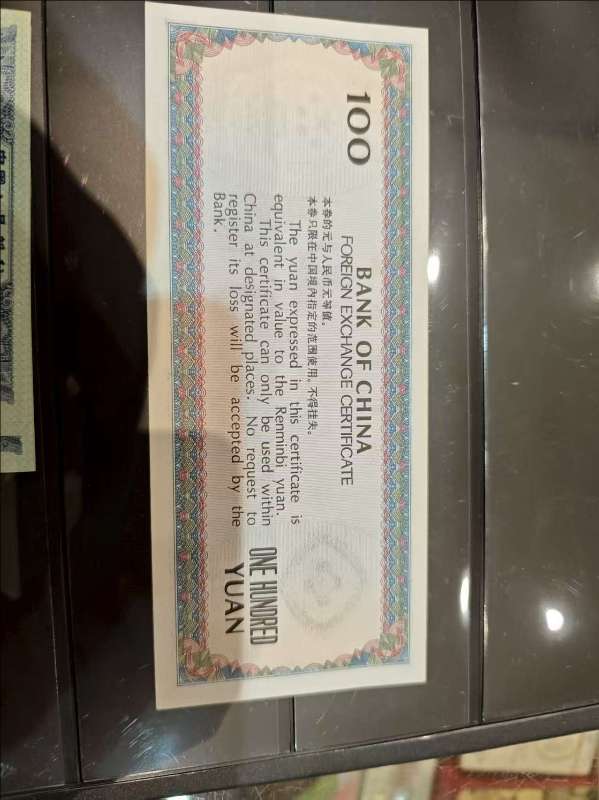 100
BANK OF CHINA
FOREIGN EXCHANGE CERTIFICATE
本券的元与人民币元等值。
本券只限在中国境内指定的范围使用，不得挂失。
The yuan expressed in this certificate is
equivalent in value to the Renminbi yuan.
This certificate can only be used within
China at designated places. No request to
register its loss will be accepted by the
Bank.
ONE HUNDRED
YUAN